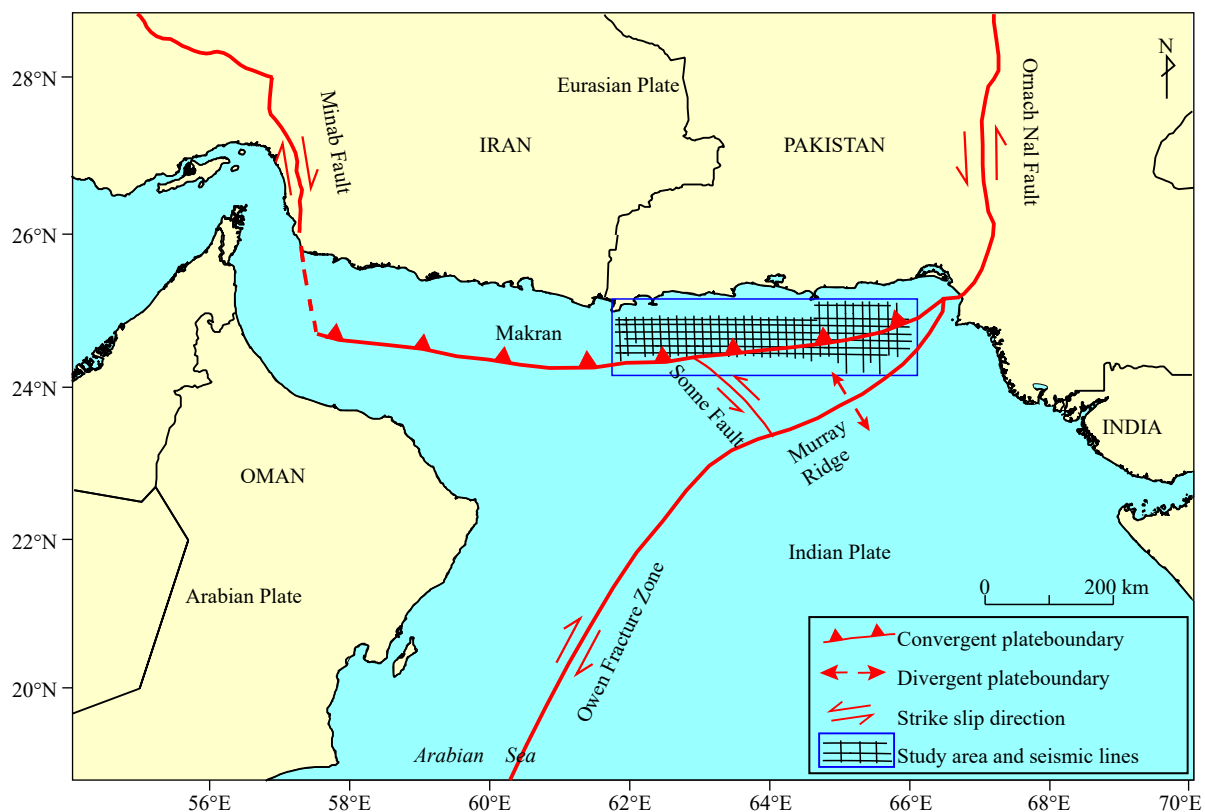 28°N
26°N
24°N
22°N
20°N
56°E
58°E
60°E
62°E
64°E
66°E
68°E
70°E
N
Eurasian Plate
IRAN
PAKISTAN
Minab Fault
Ornach Nal Fault
Makran
Sonne Fault
Murray
Ridge
INDIA
OMAN
Arabian Plate
Indian Plate
Owen Fracture Zone
Arabian Sea
0 200 km
Convergent plateboundary
Divergent plateboundary
Strike slip direction
Study area and seismic lines